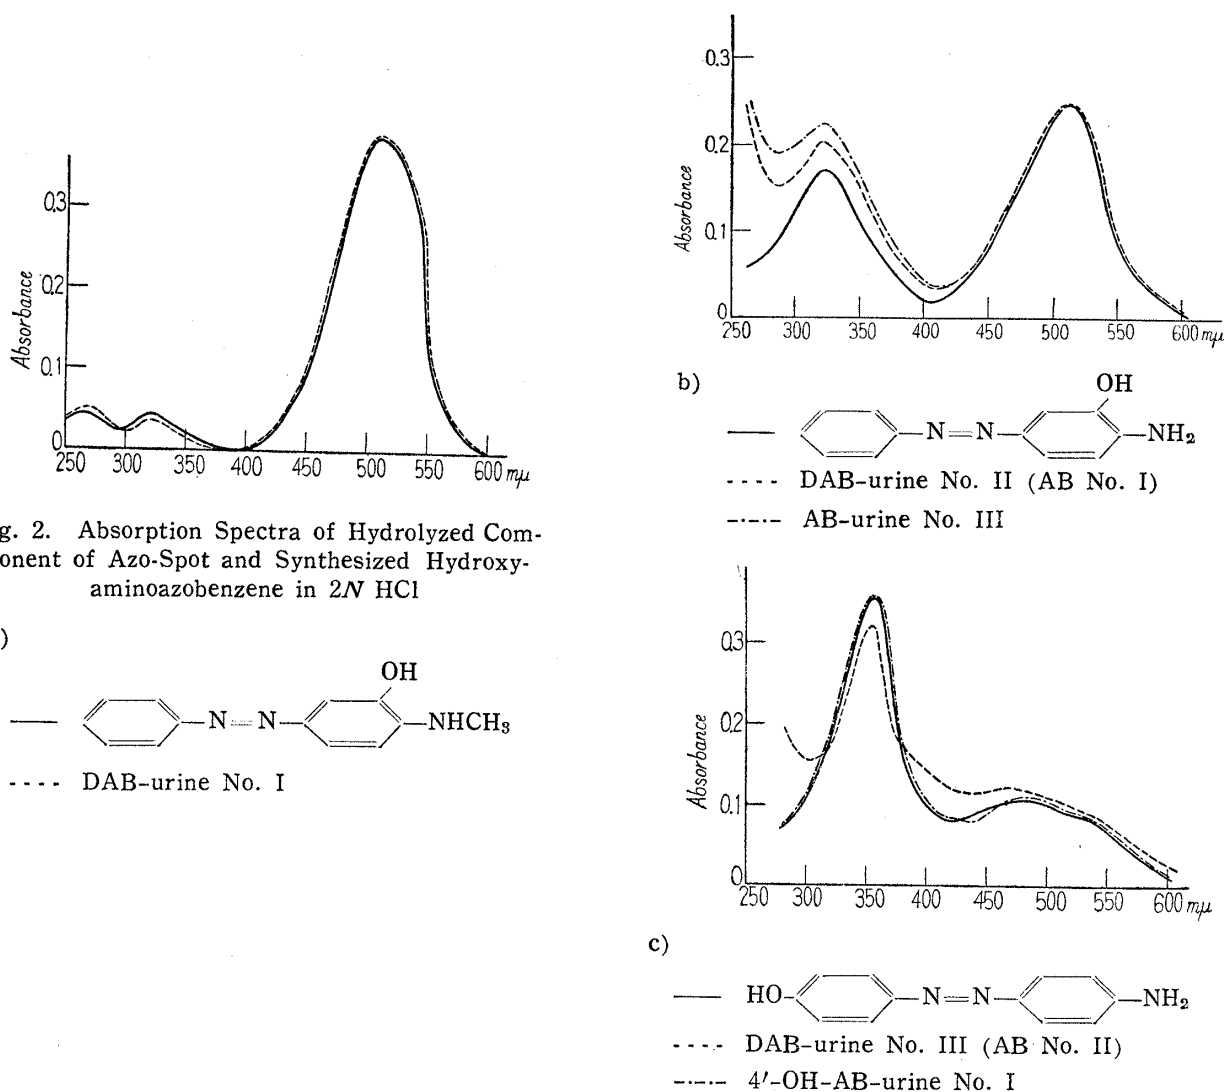 0.3
0.2
0.1
0
Absorbance
250 300 350 400 450 500 550 600 mμ
g. 2. Absorption Spectra of Hydrolyzed Com-
onent of Azo-Spot and Synthesized Hydroxy-
aminoazobenzene in 2N HCl
)
OH
N=N
NHCH₃
DAB-urine No. I
0.3
0.2
0.1
0
Absorbance
250 300 350 400 450 500 550 600 mμ
b)
OH
N=N
NH₂
DAB-urine No. II (AB No. I)
AB-urine No. III
0.3
0.2
0.1
0
Absorbance
250 300 350 400 450 500 550 600 mμ
c)
HO
N=N
NH₂
DAB-urine No. III (AB No. II)
4′-OH-AB-urine No. I